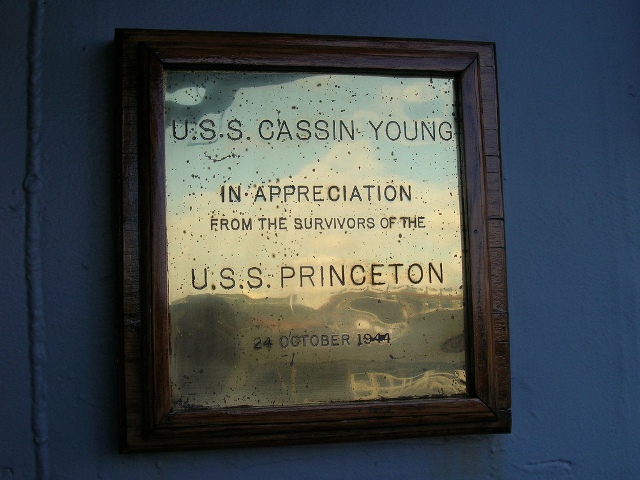 U.S.S. CASSIN YOUNG
IN APPRECIATION
FROM THE SURVIVORS OF THE
U.S.S. PRINCETON
24 OCTOBER 1944